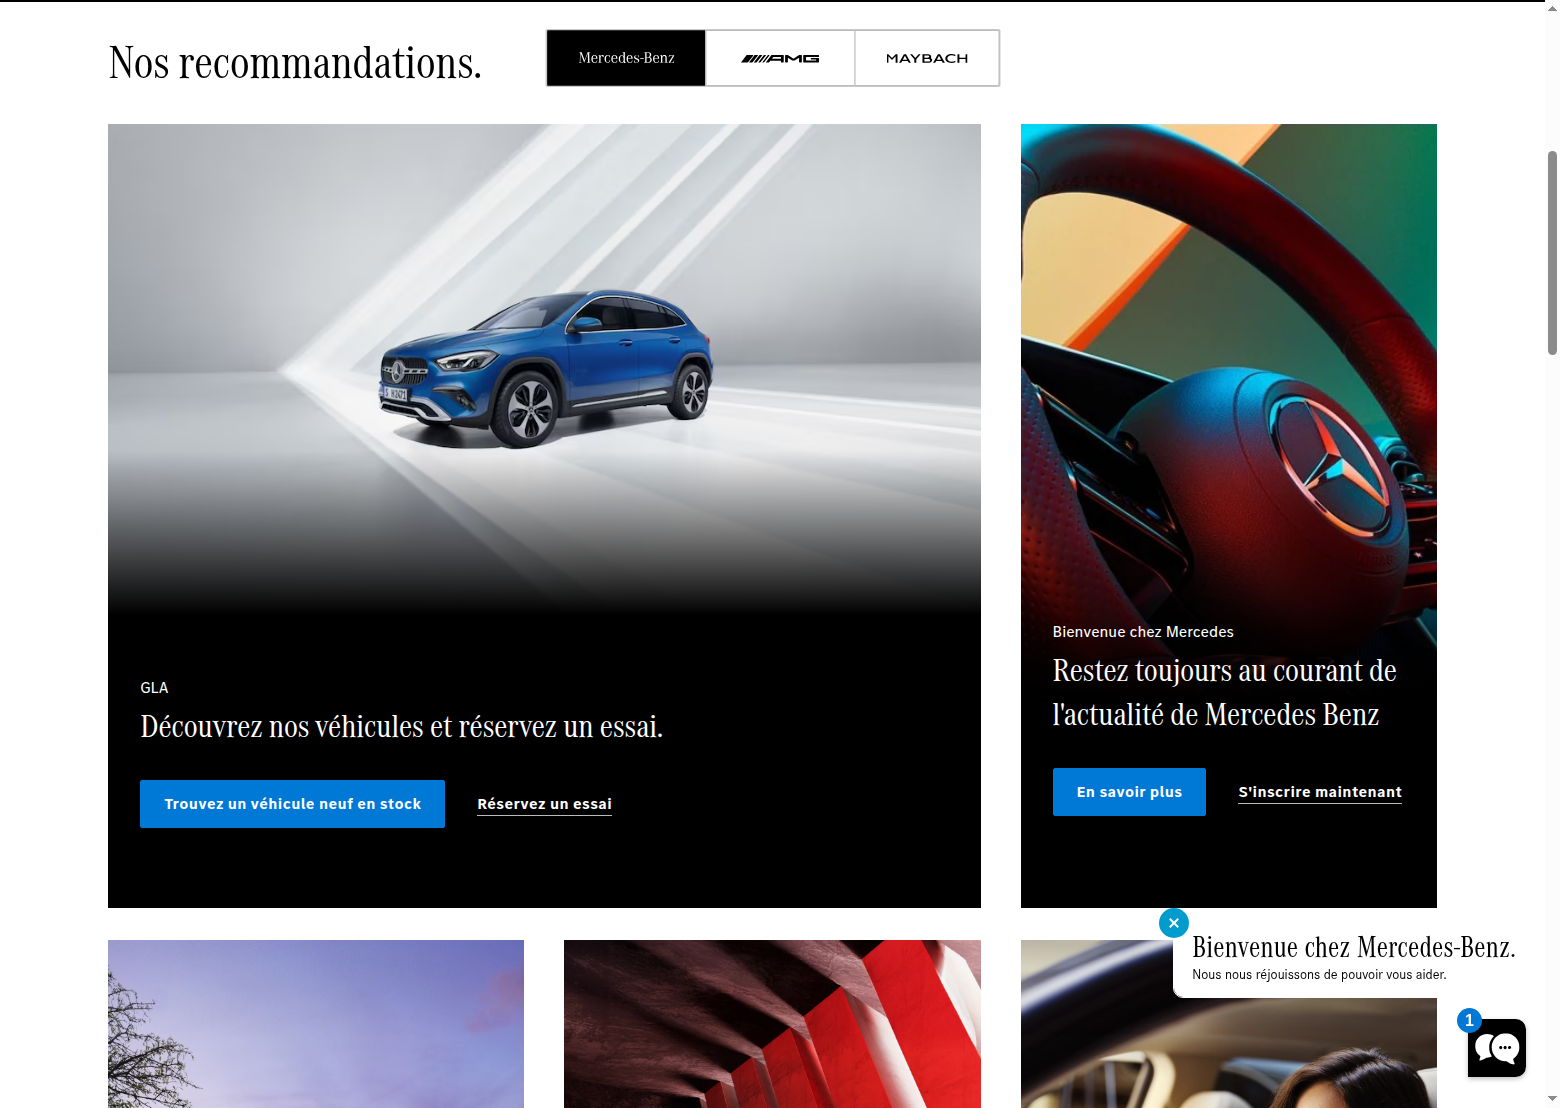 Nos recommandations.
Mercedes-Benz
AMG
MAYBACH
GLA
Découvrez nos véhicules et réservez un essai.
Trouvez un véhicule neuf en stock
Réservez un essai
Bienvenue chez Mercedes
Restez toujours au courant de
l'actualité de Mercedes Benz
En savoir plus
S'inscrire maintenant
Bienvenue chez Mercedes-Benz.
Nous nous réjouissons de pouvoir vous aider.
1